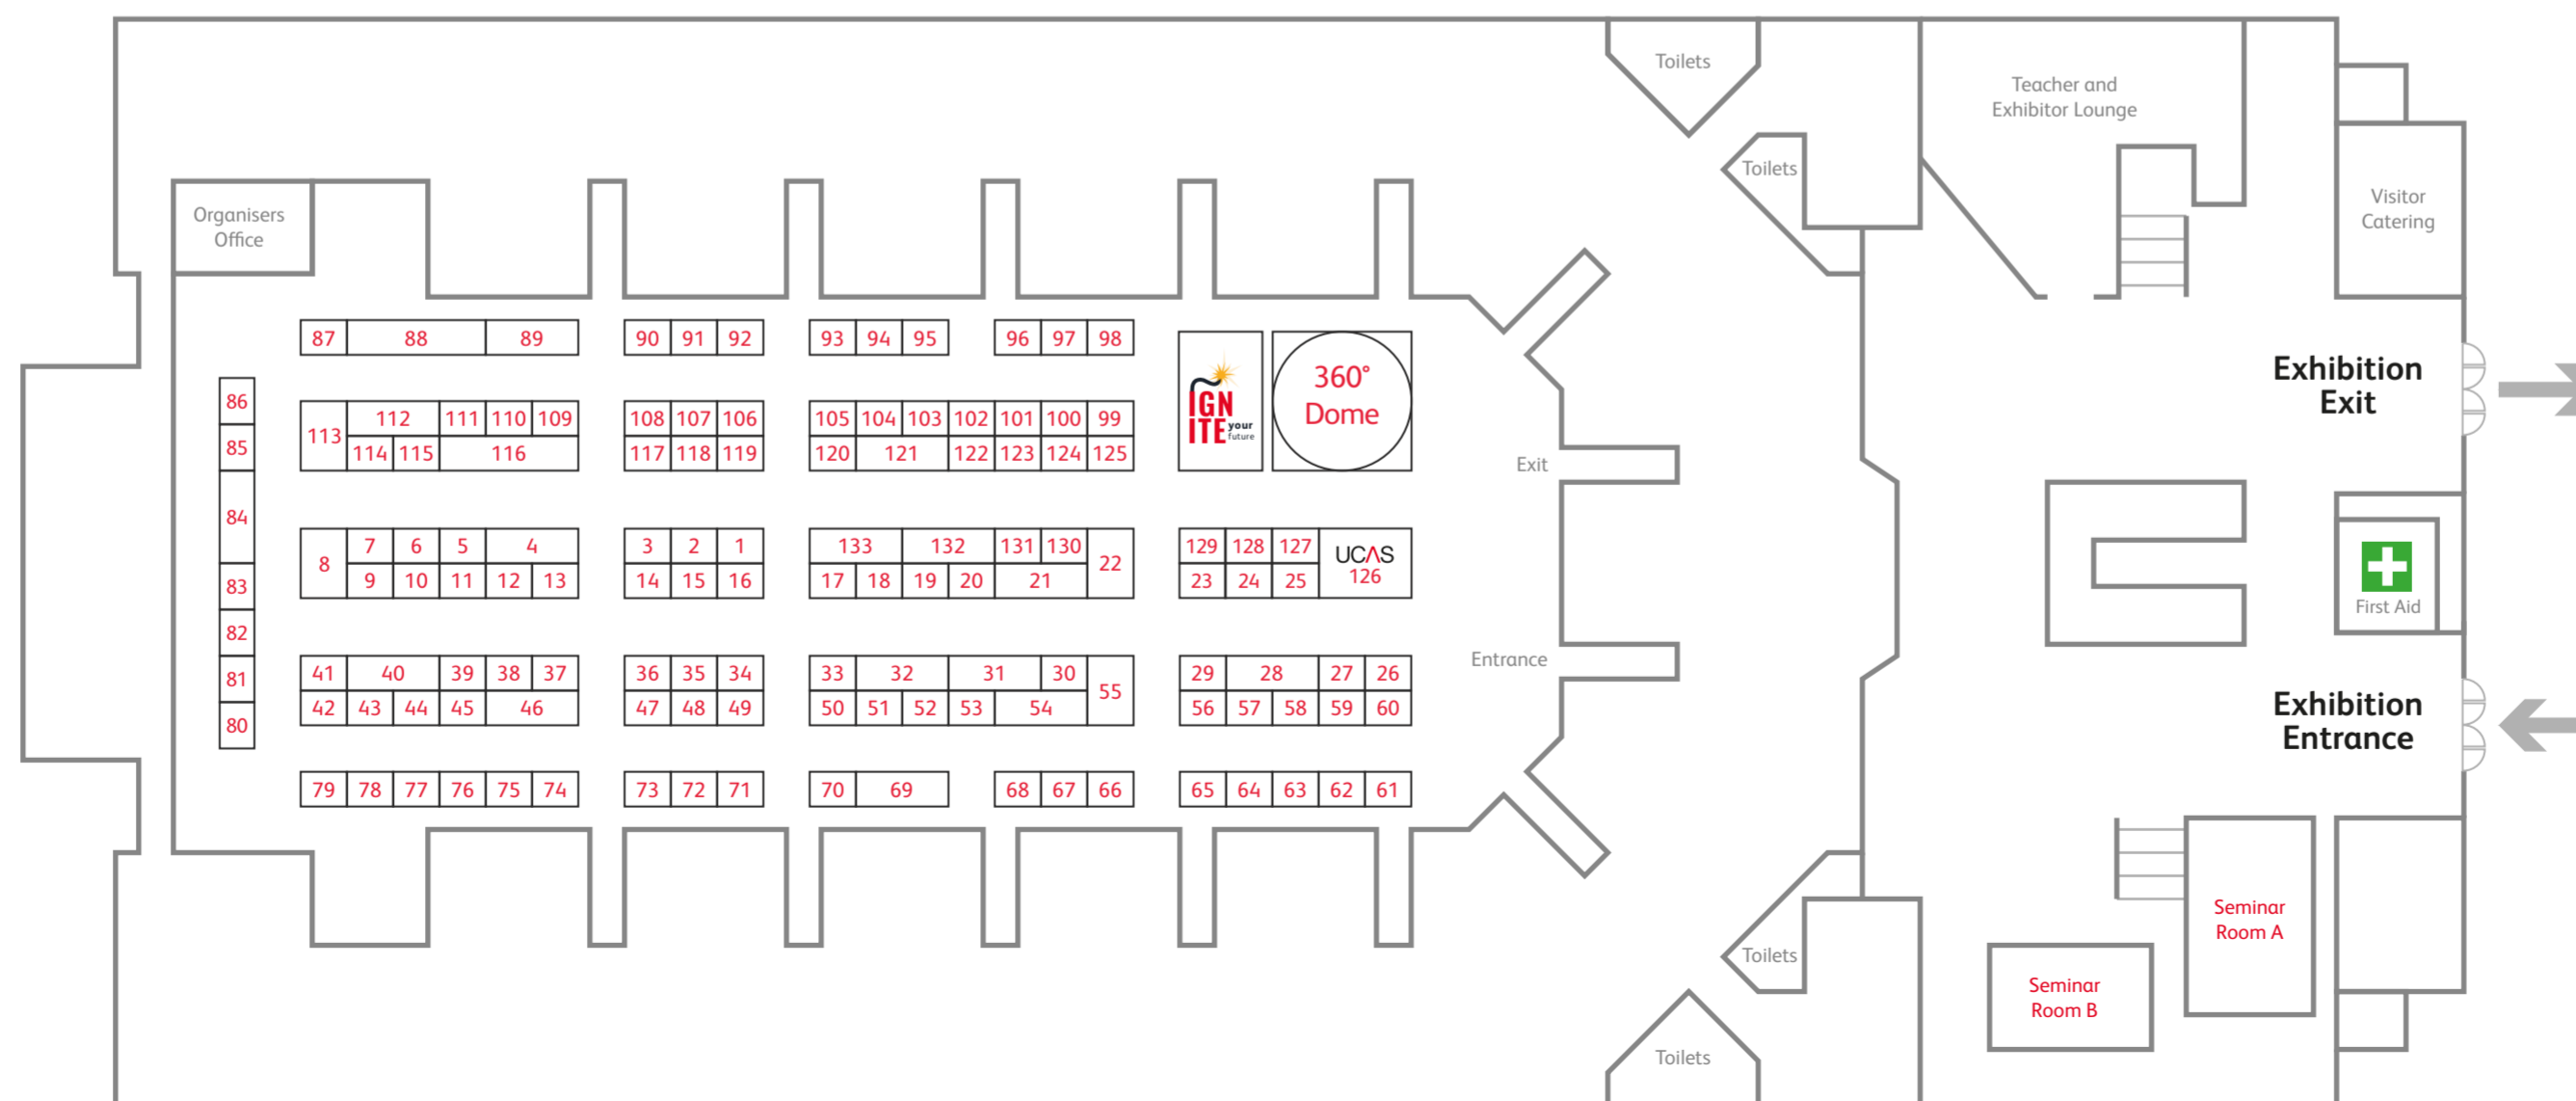 Toilets
Teacher and
Exhibitor Lounge
Toilets
Visitor
Catering
Organisers
Office
87 88 89 90 91 92 93 94 95 96 97 98
IGN
ITE your
future
360°
Dome
Exhibition
Exit
86
85
84
83
82
81
80
112 111 110 109 108 107 106 105 104 103 102 101 100 99
113
114 115 116 117 118 119 120 121 122 123 124 125
Exit
7 6 5 4 3 2 1 133 132 131 130 129 128 127 UCAS
8 22 126
9 10 11 12 13 14 15 16 17 18 19 20 21 23 24 25
First Aid
Entrance
41 40 39 38 37 36 35 34 33 32 31 30 29 28 27 26
55
42 43 44 45 46 47 48 49 50 51 52 53 54 56 57 58 59 60
Exhibition
Entrance
79 78 77 76 75 74 73 72 71 70 69 68 67 66 65 64 63 62 61
Seminar
Room A
Toilets
Seminar
Room B
Toilets